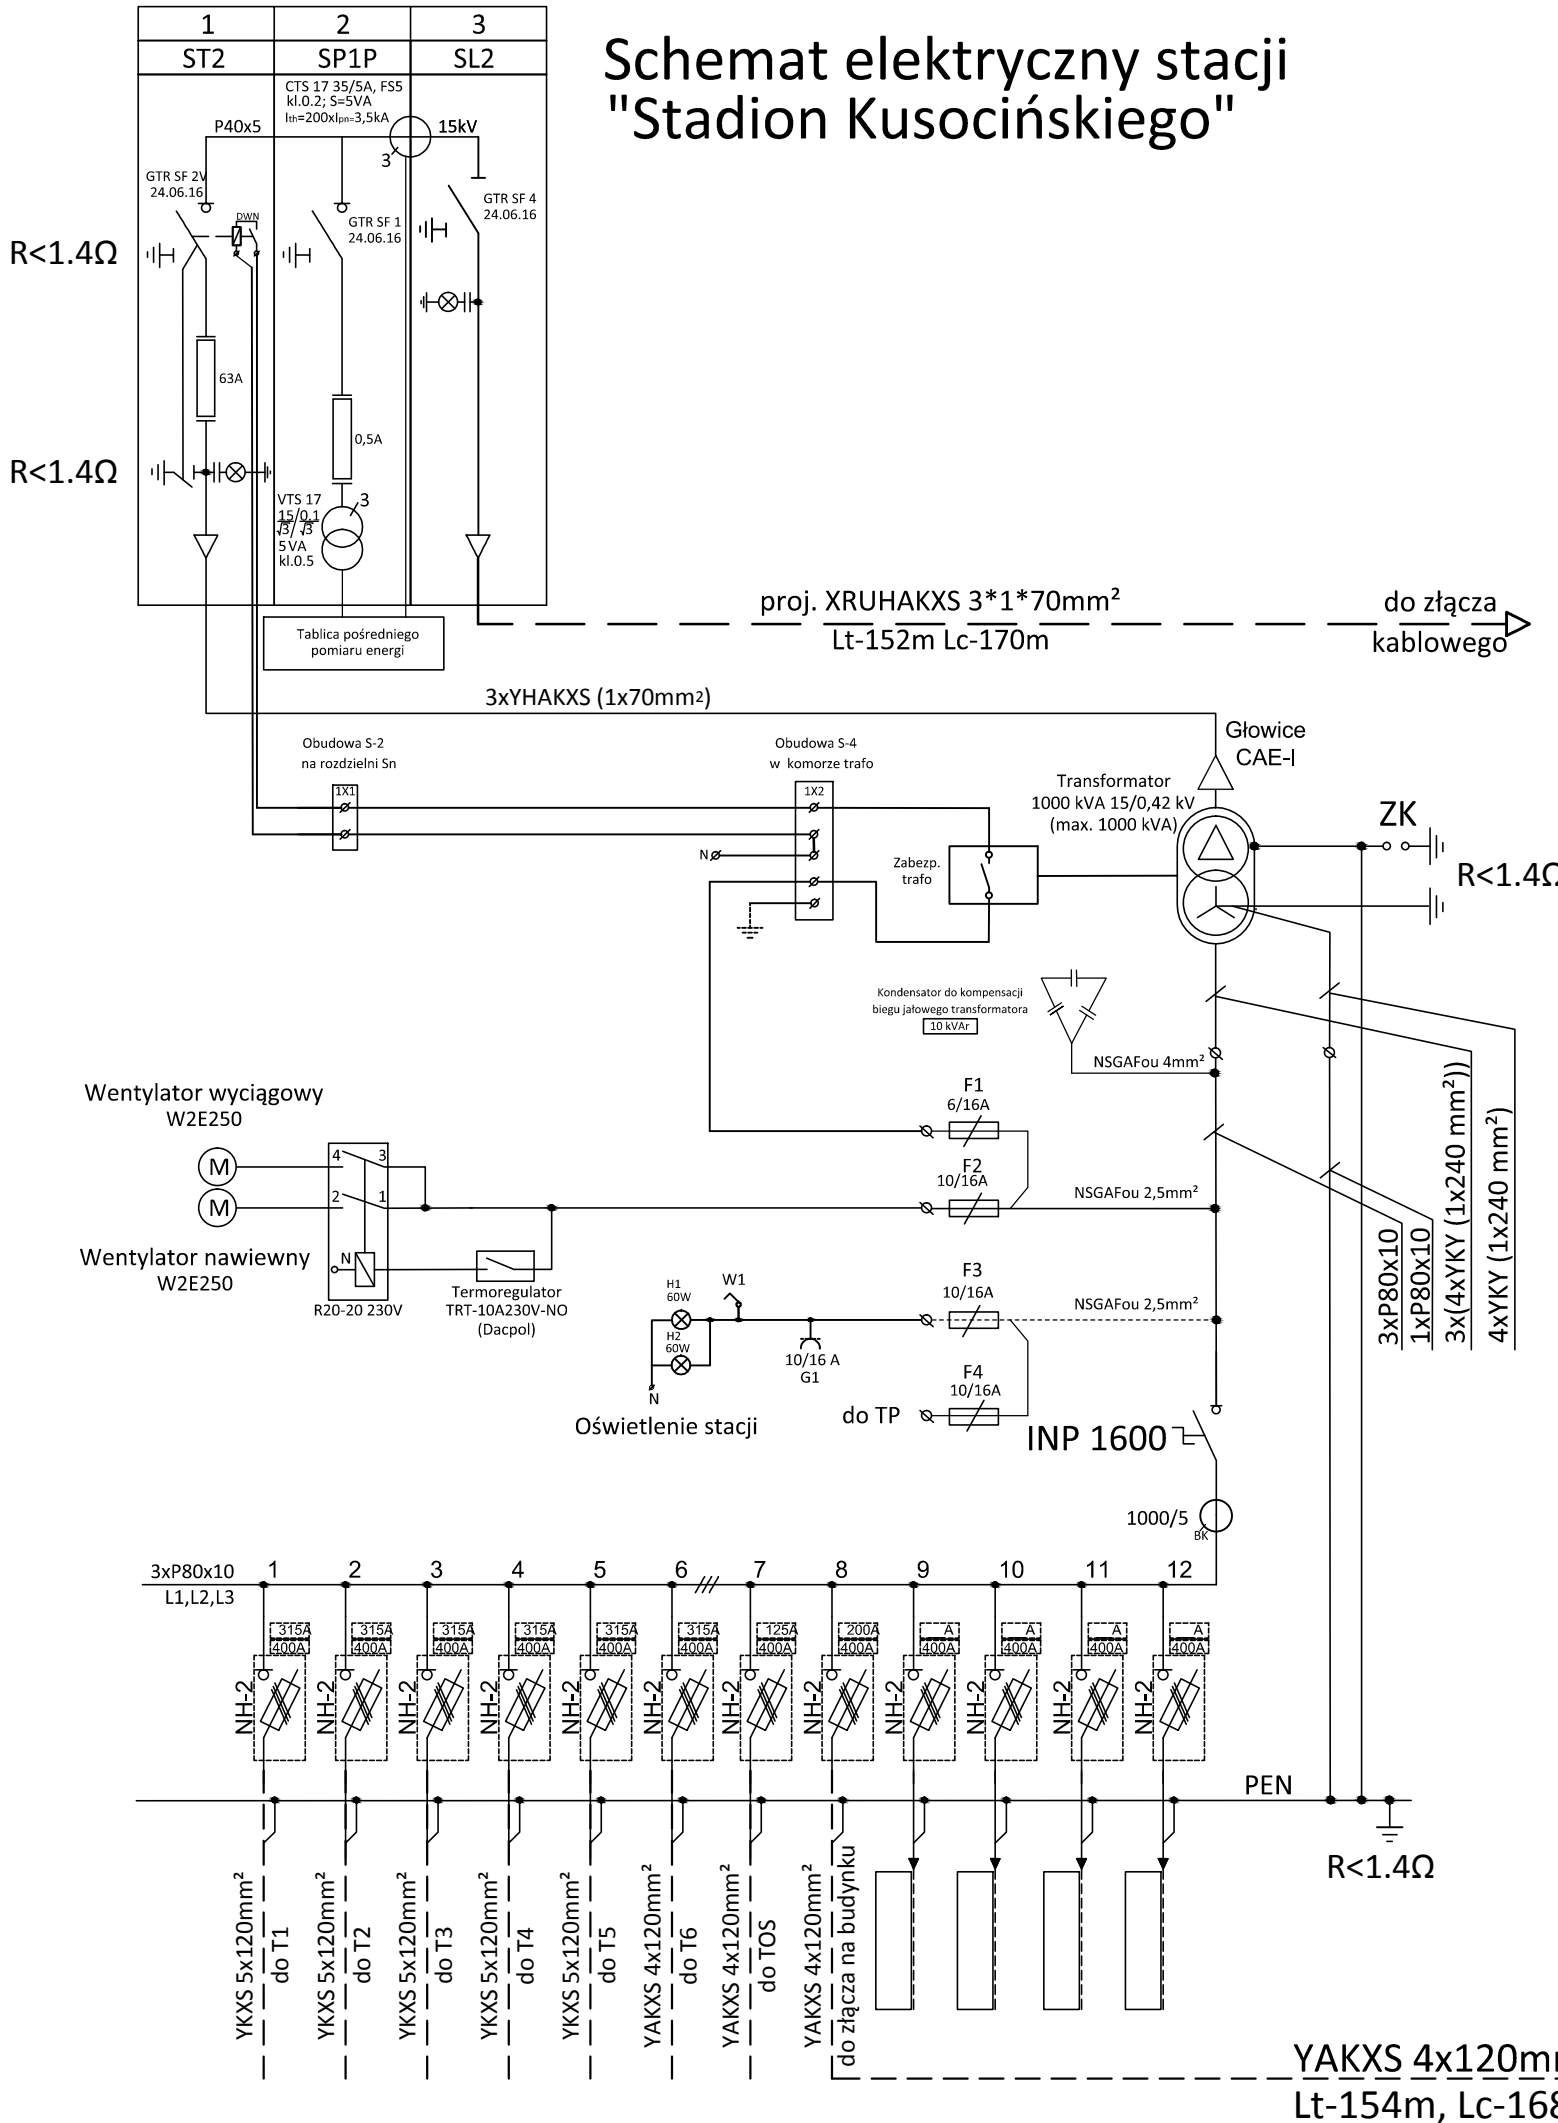 1
2
3
ST2
SP1P
SL2
Schemat elektryczny stacji
"Stadion Kusocińskiego"
CTS 17 35/5A, FS5
kl.0.2; S=5VA
Ith=200xIpn=3,5kA
P40x5
15kV
3
GTR SF 2V
24.06.16
DWN
GTR SF 1
24.06.16
GTR SF 4
24.06.16
R<1.4Ω
63A
0,5A
R<1.4Ω
VTS 17
15/0.1
√3/ √3
5 VA
kl.0.5
3
Tablica pośredniego
pomiaru energi
proj. XRUHAKXS 3*1*70mm²
Lt-152m Lc-170m
do złącza
kablowego
3xYHAKXS (1x70mm2)
Głowice
CAE-I
Obudowa S-2
na rozdzielni Sn
1X1
Obudowa S-4
w komorze trafo
1X2
N
Transformator
1000 kVA 15/0,42 kV
(max. 1000 kVA)
Zabezp.
trafo
ZK
R<1.4Ω
Kondensator do kompensacji
biegu jałowego transformatora
10 kVAr
NSGAFou 4mm²
Wentylator wyciągowy
W2E250
M
M
Wentylator nawiewny
W2E250
4
3
2
1
N
R20-20 230V
Termoregulator
TRT-10A230V-NO
(Dacpol)
F1
6/16A
F2
10/16A
NSGAFou 2,5mm²
F3
10/16A
NSGAFou 2,5mm²
F4
10/16A
do TP
H1
60W
H2
60W
W1
N
10/16 A
G1
Oświetlenie stacji
3xP80x10
1xP80x10
3x(4xYKY (1x240 mm²))
4xYKY (1x240 mm²)
INP 1600
1000/5
BK
3xP80x10
L1,L2,L3
1
2
3
4
5
6
7
8
9
10
11
12
315A
400A
315A
400A
315A
400A
315A
400A
315A
400A
315A
400A
125A
400A
200A
400A
A
400A
A
400A
A
400A
A
400A
NH-2
NH-2
NH-2
NH-2
NH-2
NH-2
NH-2
NH-2
NH-2
NH-2
NH-2
NH-2
PEN
R<1.4Ω
YKXS 5x120mm²
do T1
YKXS 5x120mm²
do T2
YKXS 5x120mm²
do T3
YKXS 5x120mm²
do T4
YKXS 5x120mm²
do T5
YAKXS 4x120mm²
do T6
YAKXS 4x120mm²
do TOS
YAKXS 4x120mm²
do złącza na budynku
YAKXS 4x120m
Lt-154m, Lc-168